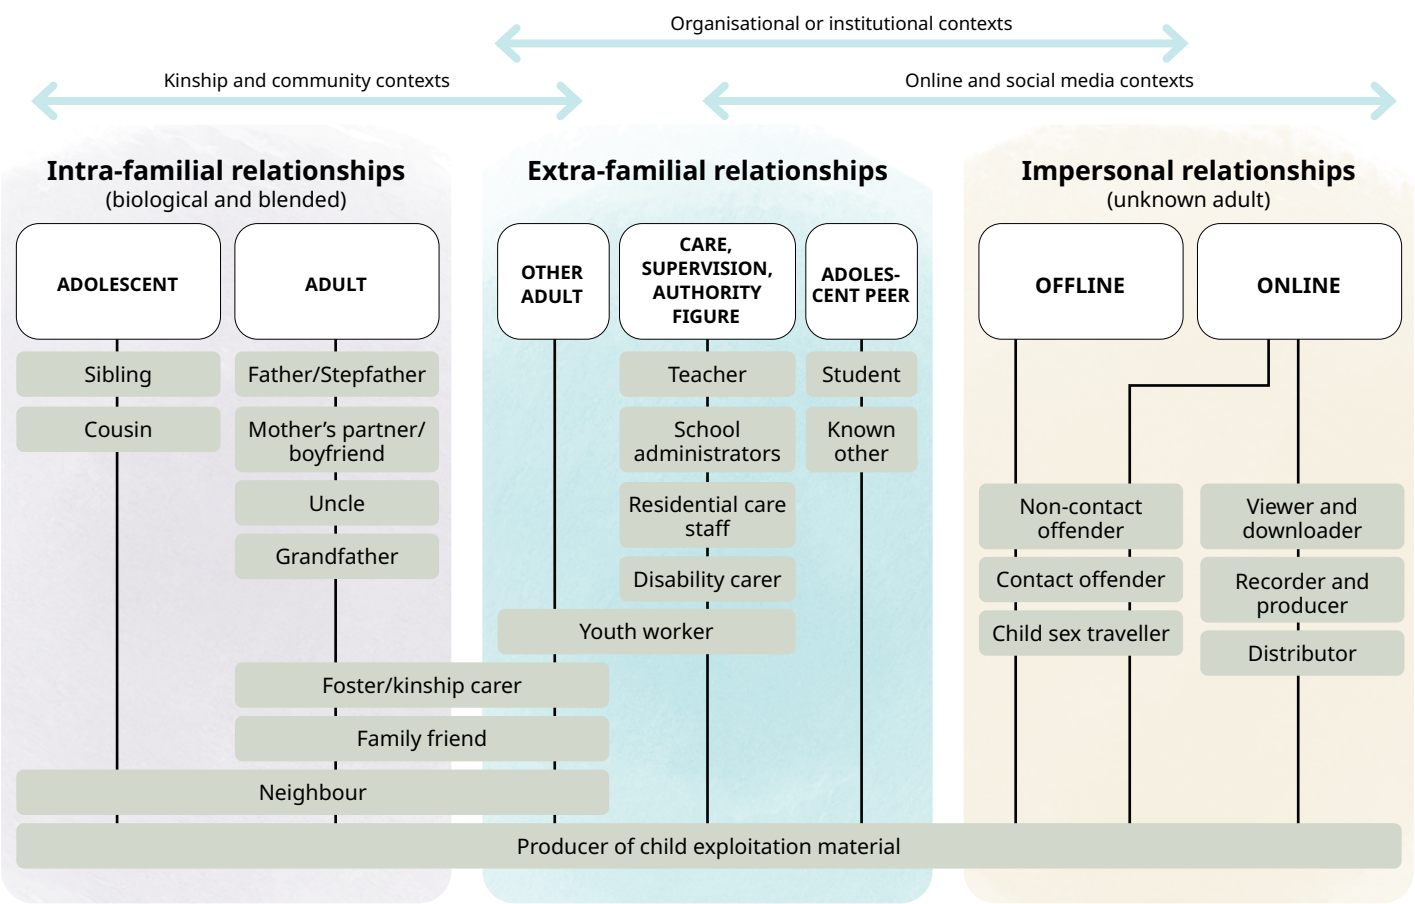 Organisational or institutional contexts
Kinship and community contexts
Online and social media contexts
Intra-familial relationships
(biological and blended)
Extra-familial relationships
Impersonal relationships
(unknown adult)
ADOLESCENT
ADULT
OTHER
ADULT
CARE,
SUPERVISION,
AUTHORITY
FIGURE
ADOLES-
CENT PEER
OFFLINE
ONLINE
Sibling
Cousin
Father/Stepfather
Mother’s partner/
boyfriend
Uncle
Grandfather
Teacher
School
administrators
Residential care
staff
Disability carer
Youth worker
Student
Known
other
Foster/kinship carer
Family friend
Neighbour
Non-contact
offender
Contact offender
Child sex traveller
Viewer and
downloader
Recorder and
producer
Distributor
Producer of child exploitation material